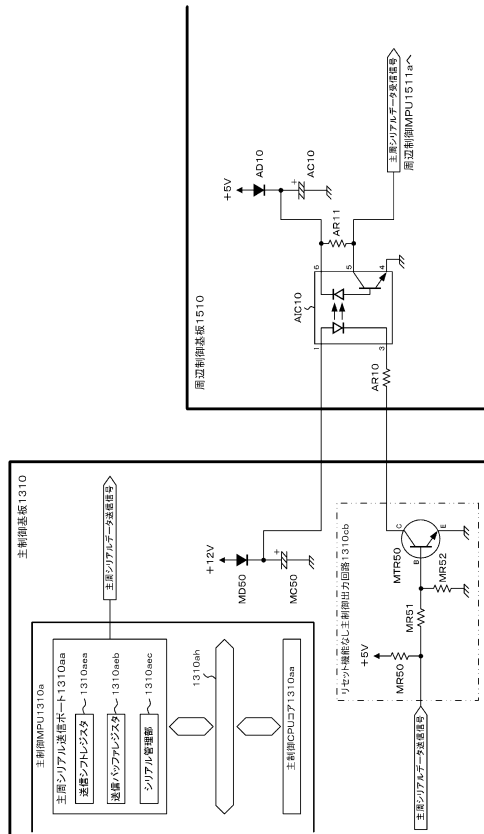 主制御基板1310
主制御MPU1310a
主周シリアル送信ポート1310aa
送信シフトレジスタ
1310aea
送信バッファレジスタ
1310aeb
シリアル管理部
1310aec
1310ah
主制御CPUコア1310aa
主周シリアルデータ送信信号
+12V
MD50
+
MC50
リセット機能なし主制御出力回路1310cb
主周シリアルデータ送信信号
+5V
MR50
MR51
MR52
MTR50
B
C
E
周辺制御基板1510
+5V
AD10
+
AC10
AR11
AIC10
AR10
1
3
6
5
4
主周シリアルデータ受信信号
周辺制御MPU1511aへ